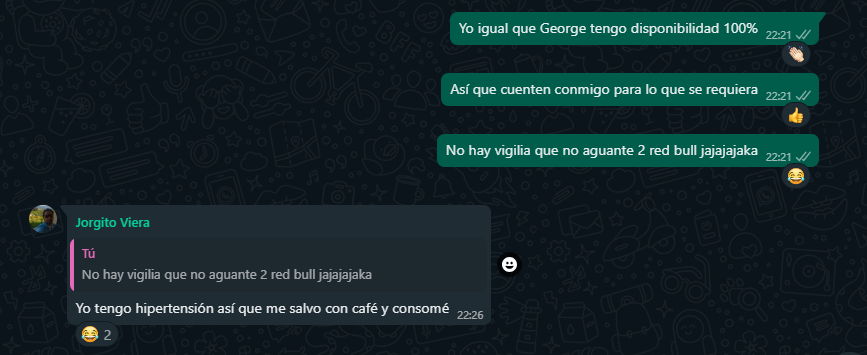 Yo igual que George tengo disponibilidad 100% 22:21
Así que cuenten conmigo para lo que se requiera 22:21
No hay vigilia que no aguante 2 red bull jajajajaka 22:21
Jorgito Viera
Tú
No hay vigilia que no aguante 2 red bull jajajajaka
Yo tengo hipertensión así que me salvo con café y consomé 22:26
2